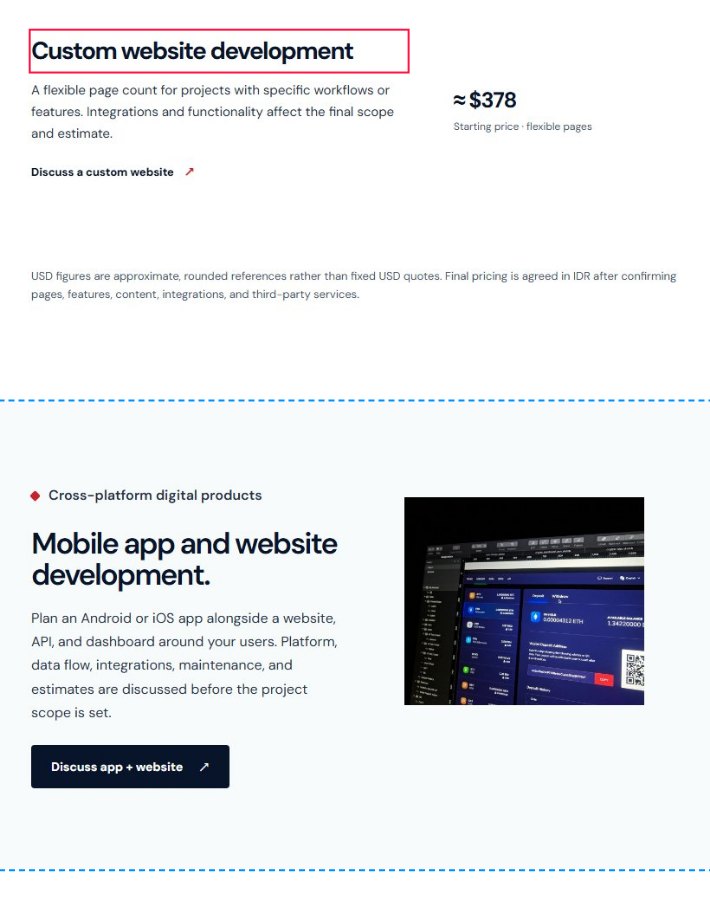 Custom website development
A flexible page count for projects with specific workflows or
features. Integrations and functionality affect the final scope
and estimate.
≈ $378
Starting price · flexible pages
Discuss a custom website ↗
USD figures are approximate, rounded references rather than fixed USD quotes. Final pricing is agreed in IDR after confirming
pages, features, content, integrations, and third-party services.
Cross-platform digital products
Mobile app and website
development.
Plan an Android or iOS app alongside a website,
API, and dashboard around your users. Platform,
data flow, integrations, maintenance, and
estimates are discussed before the project
scope is set.
Discuss app + website ↗
Deposit Withdraw
0.00004312 ETH